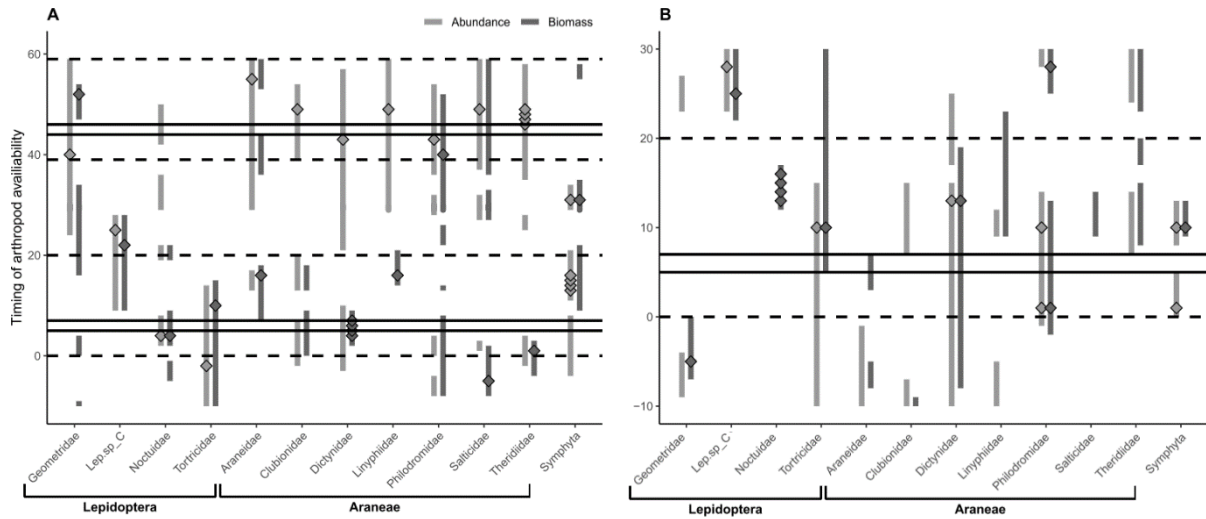 A
Abundance Biomass
Timing of arthropod availiability
60
40
20
0
Geometridae
Lep.sp_C
Noctuidae
Tortricidae
Araneidae
Clubionidae
Dictynidae
Linyphiidae
Philodromidae
Salticidae
Theridiidae
Symphyta
Lepidoptera
Araneae
B
30
20
10
0
−10
Geometridae
Lep.sp_C
Noctuidae
Tortricidae
Araneidae
Clubionidae
Dictynidae
Linyphiidae
Philodromidae
Salticidae
Theridiidae
Symphyta
Lepidoptera
Araneae